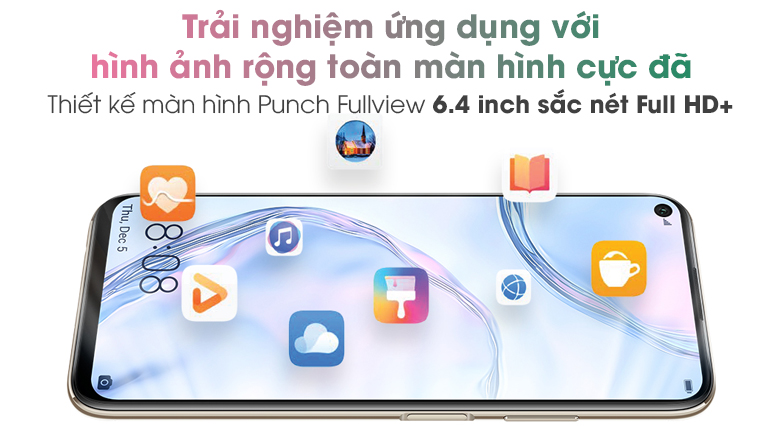 Trải nghiệm ứng dụng với
hình ảnh rộng toàn màn hình cực đã
Thiết kế màn hình Punch Fullview 6.4 inch sắc nét Full HD+
Thu, Dec 5
8:08